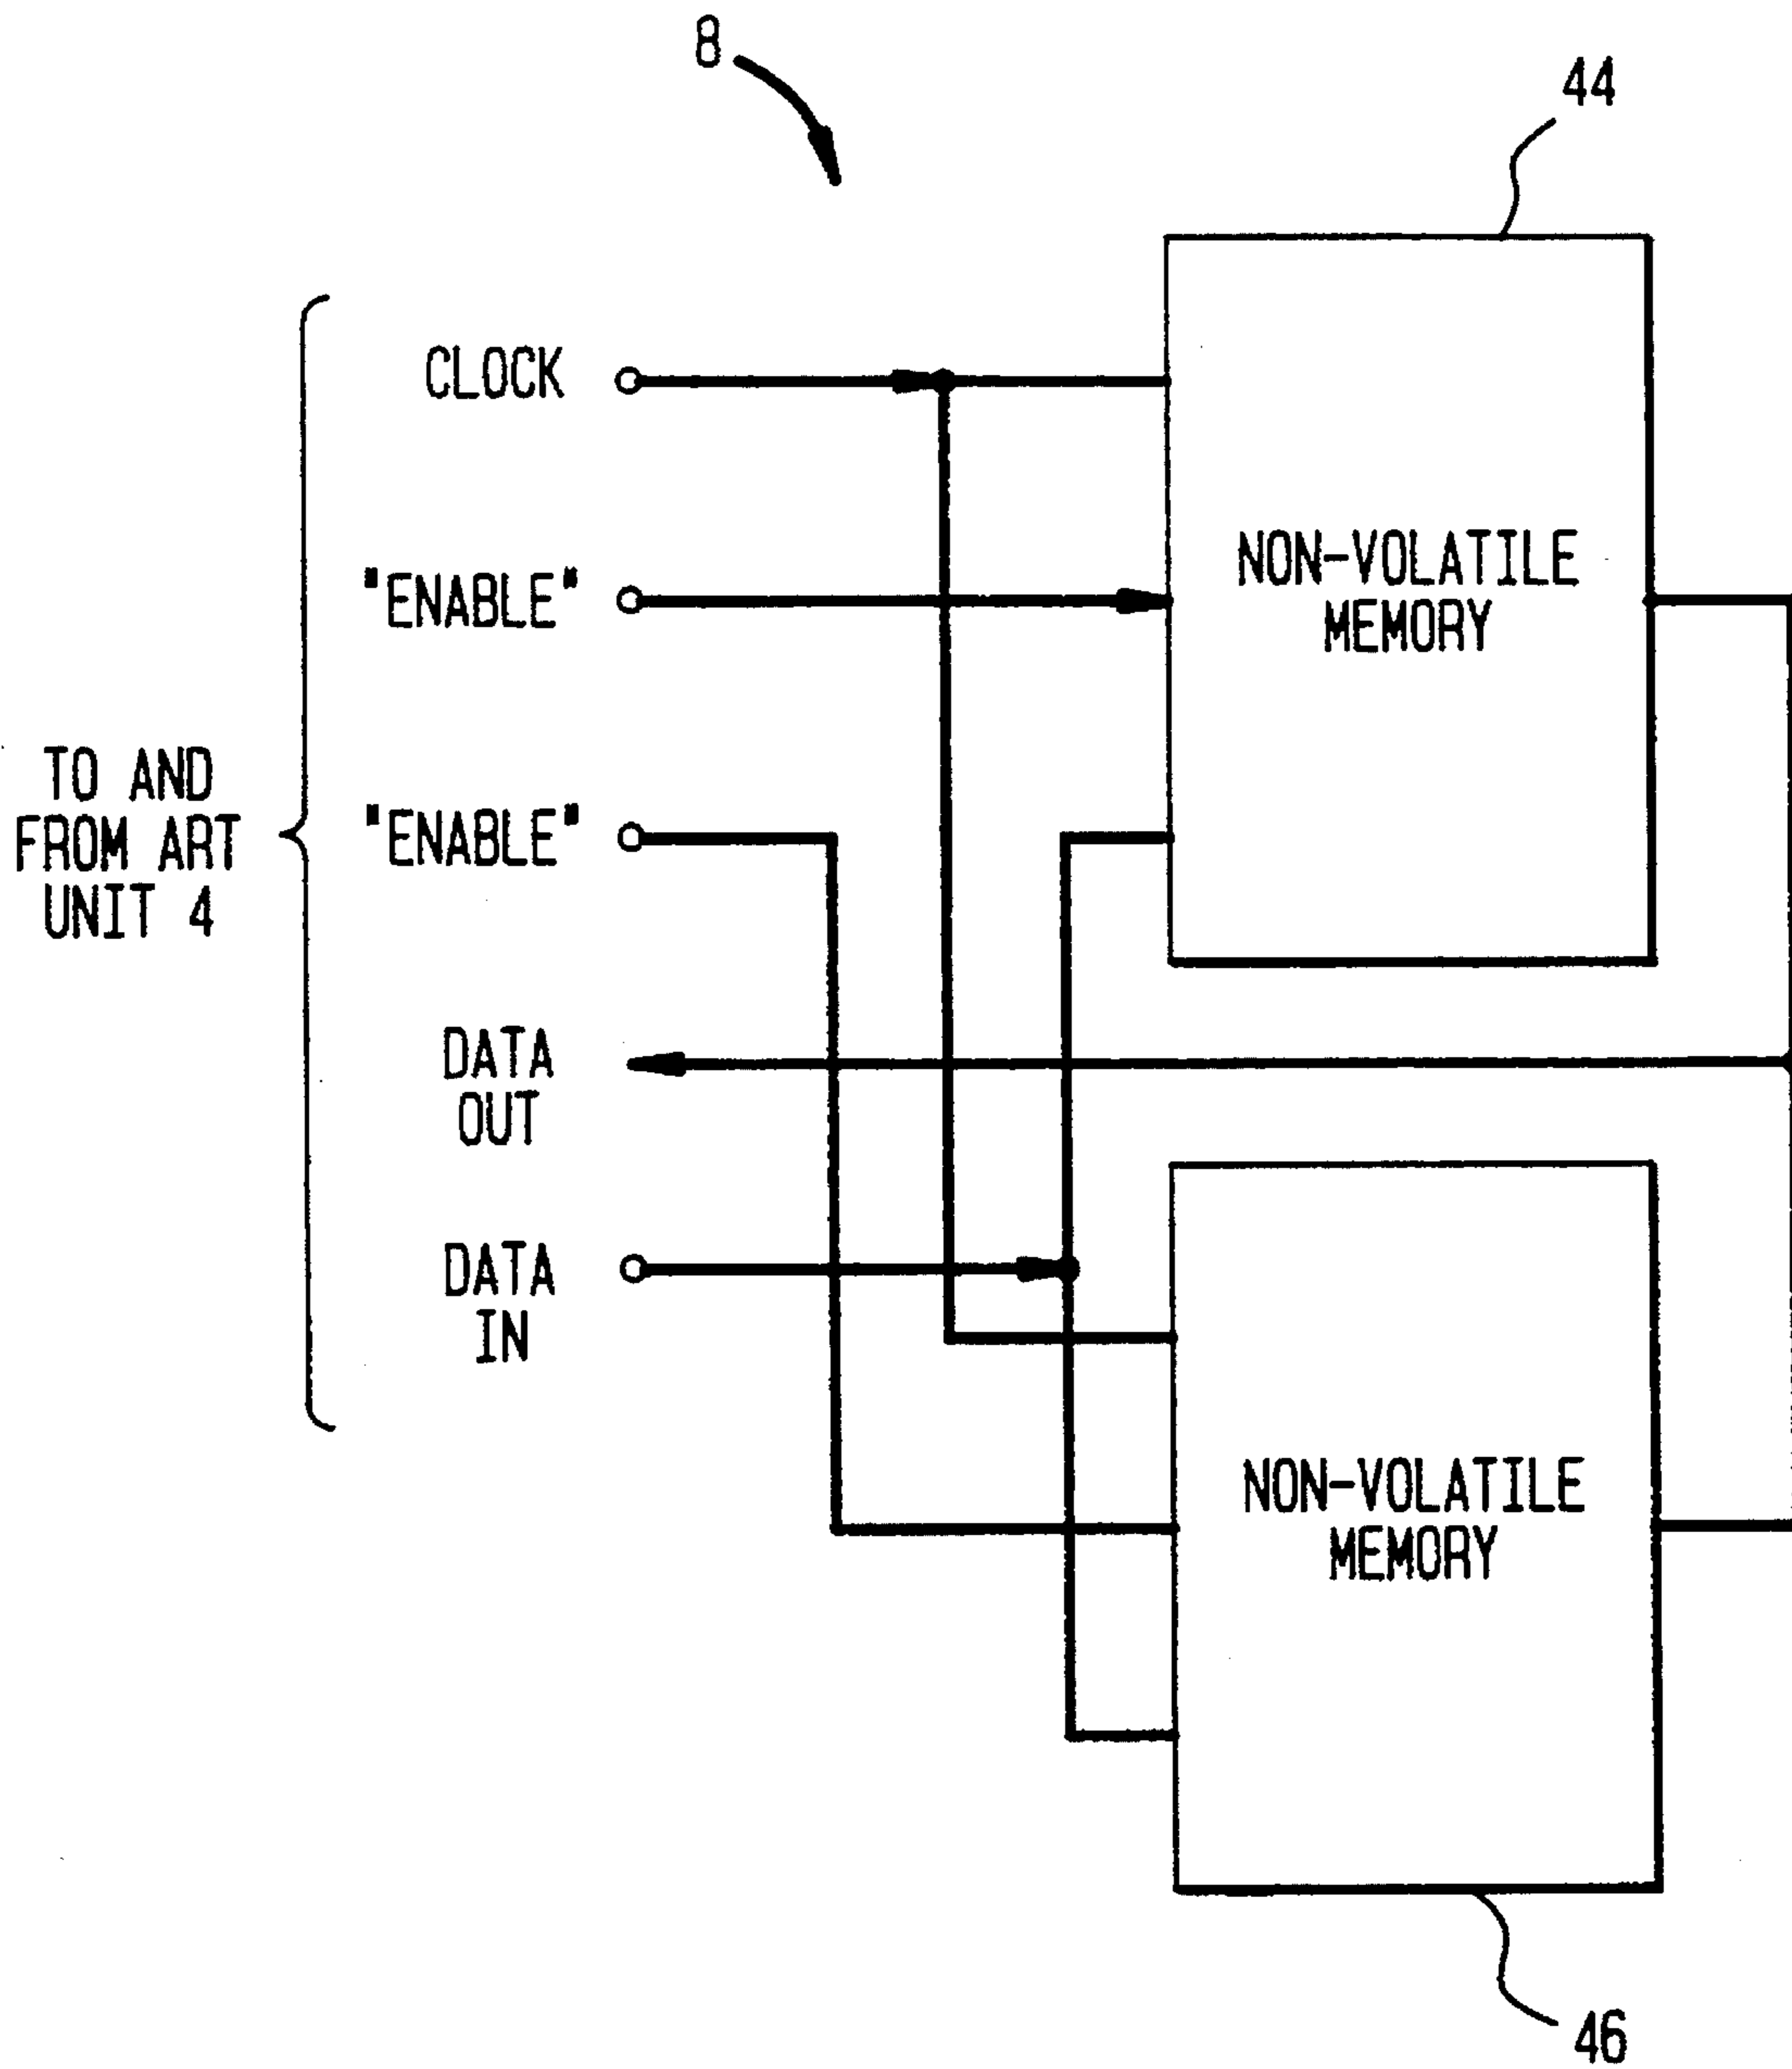 8
44
CLOCK
"ENABLE"
NON-VOLATILE
MEMORY
TO AND
FROM ART
UNIT 4
"ENABLE"
DATA
OUT
DATA
IN
NON-VOLATILE
MEMORY
46